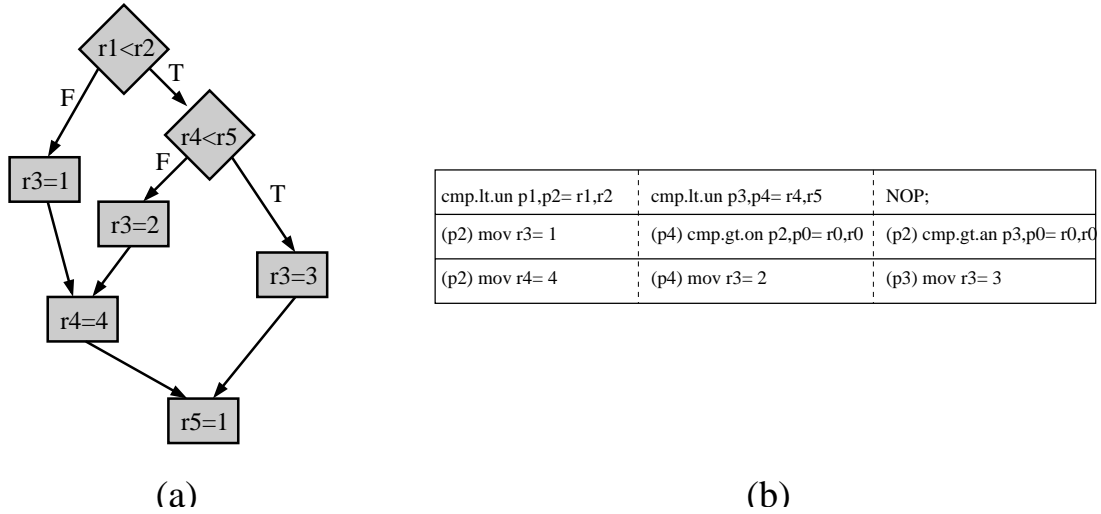 r1<r2
F
T
r4<r5
F
T
r3=1
r3=2
r3=3
r4=4
r5=1
(a)
cmp.lt.un p1,p2= r1,r2 cmp.lt.un p3,p4= r4,r5 NOP;
(p2) mov r3= 1 (p4) cmp.gt.on p2,p0= r0,r0 (p2) cmp.gt.an p3,p0= r0,r0
(p2) mov r4= 4 (p4) mov r3= 2 (p3) mov r3= 3
(b)